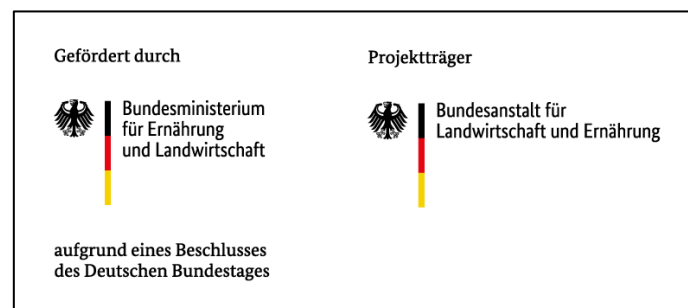 Gefördert durch
Bundesministerium
für Ernährung
und Landwirtschaft
aufgrund eines Beschlusses
des Deutschen Bundestages
Projektträger
Bundesanstalt für
Landwirtschaft und Ernährung